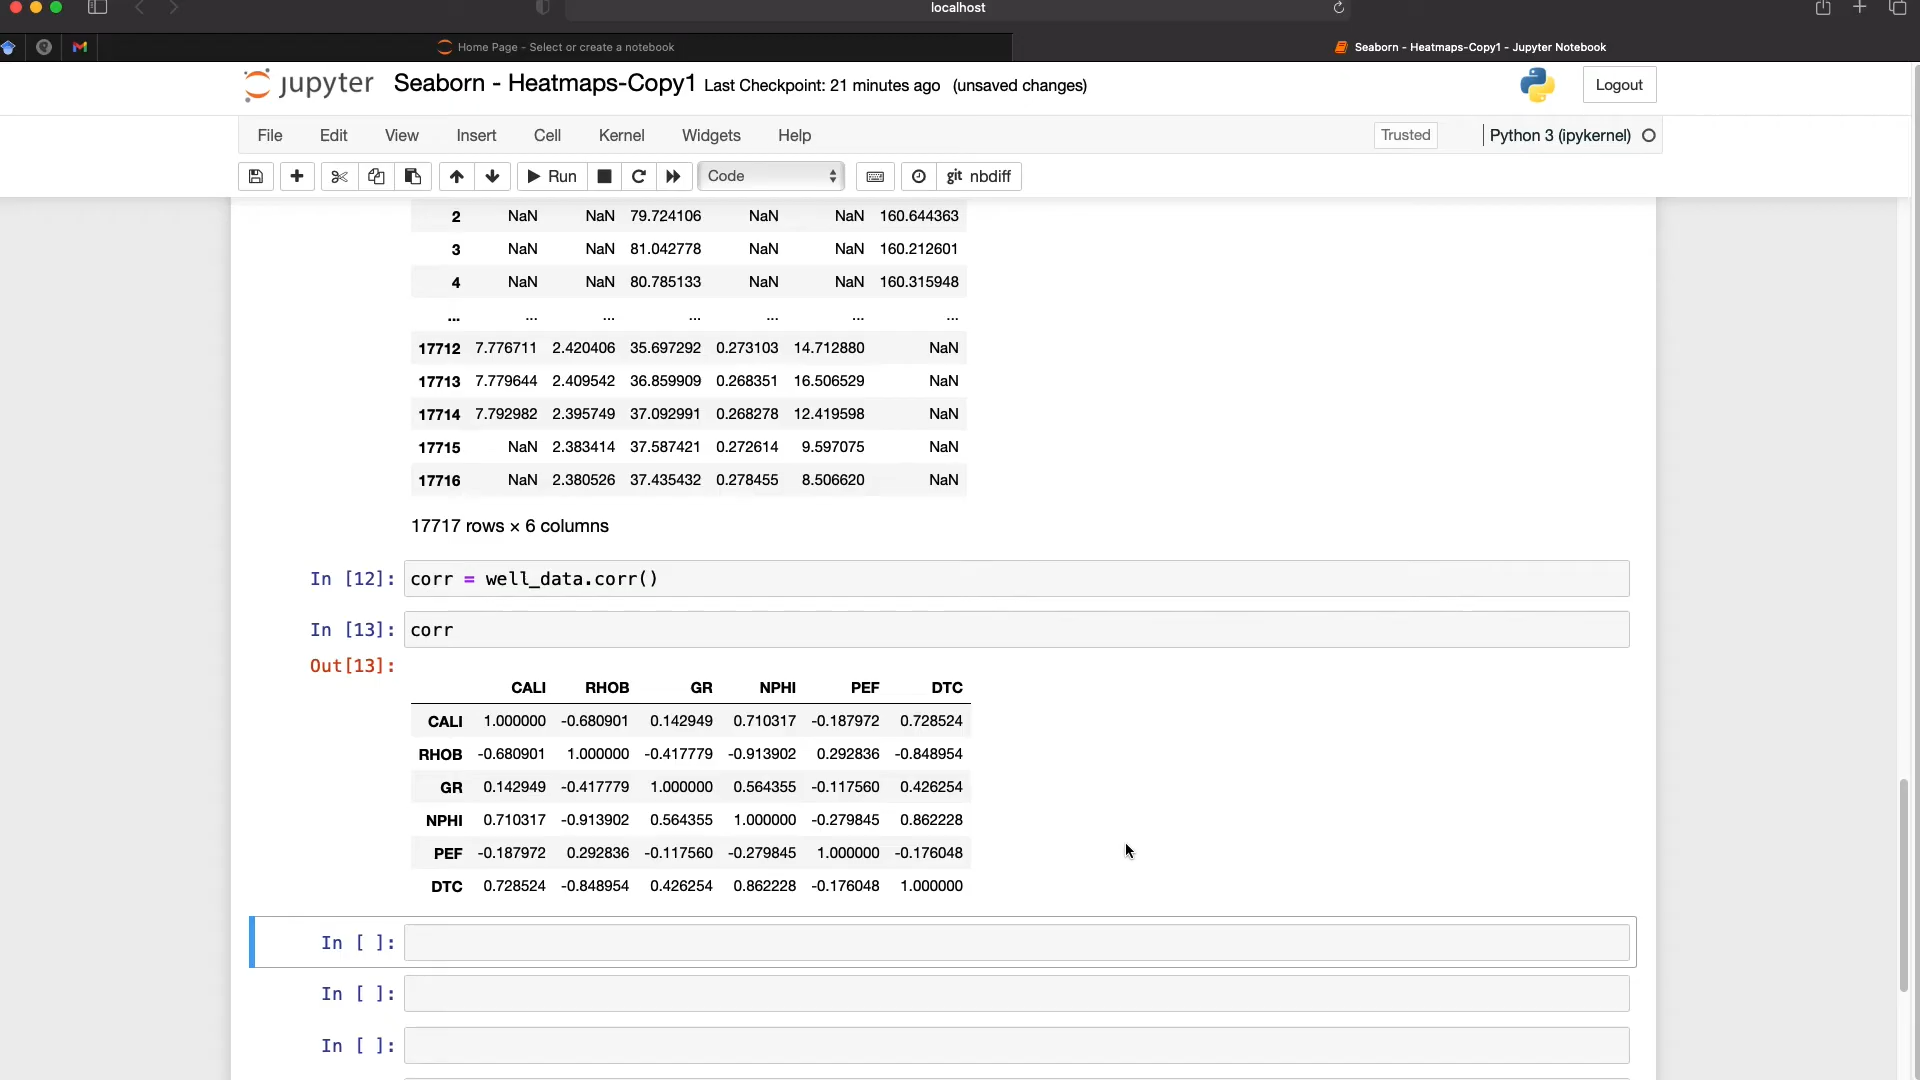 localhost
Home Page - Select or create a notebook
Seaborn - Heatmaps-Copy1 - Jupyter Notebook
jupyter Seaborn - Heatmaps-Copy1 Last Checkpoint: 21 minutes ago (unsaved changes)
Logout
File Edit View Insert Cell Kernel Widgets Help
Trusted Python 3 (ipykernel)
Run Code git nbdiff
2 NaN NaN 79.724106 NaN NaN 160.644363
3 NaN NaN 81.042778 NaN NaN 160.212601
4 NaN NaN 80.785133 NaN NaN 160.315948
... ... ... ... ... ... ...
17712 7.776711 2.420406 35.697292 0.273103 14.712880 NaN
17713 7.779644 2.409542 36.859909 0.268351 16.506529 NaN
17714 7.792982 2.395749 37.092991 0.268278 12.419598 NaN
17715 NaN 2.383414 37.587421 0.272614 9.597075 NaN
17716 NaN 2.380526 37.435432 0.278455 8.506620 NaN
17717 rows × 6 columns
In [12]: corr = well_data.corr()
In [13]: corr
Out[13]:
CALI RHOB GR NPHI PEF DTC
CALI 1.000000 -0.680901 0.142949 0.710317 -0.187972 0.728524
RHOB -0.680901 1.000000 -0.417779 -0.913902 0.292836 -0.848954
GR 0.142949 -0.417779 1.000000 0.564355 -0.117560 0.426254
NPHI 0.710317 -0.913902 0.564355 1.000000 -0.279845 0.862228
PEF -0.187972 0.292836 -0.117560 -0.279845 1.000000 -0.176048
DTC 0.728524 -0.848954 0.426254 0.862228 -0.176048 1.000000
In [ ]:
In [ ]:
In [ ]: